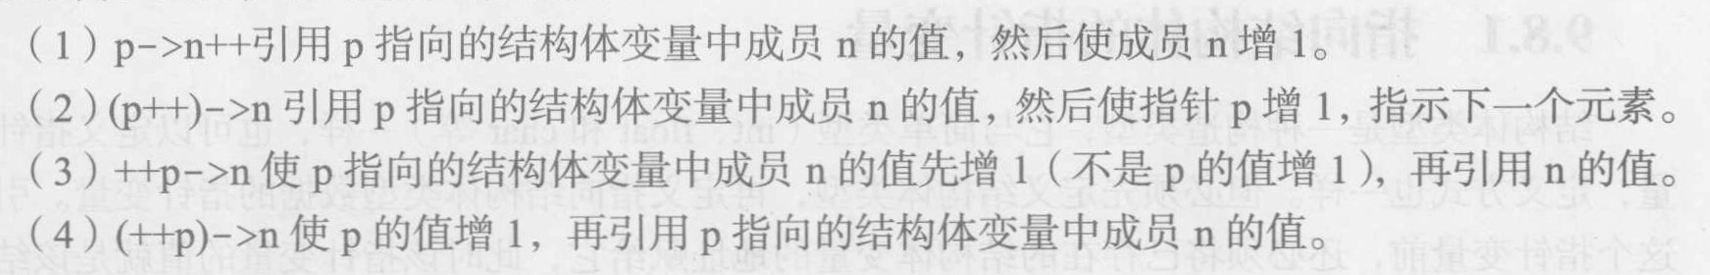 （1）p->n++引用 p 指向的结构体变量中成员 n 的值，然后使成员 n 增 1。
（2）(p++)->n 引用 p 指向的结构体变量中成员 n 的值，然后使指针 p 增 1，指示下一个元素。
（3）++p->n 使 p 指向的结构体变量中成员 n 的值先增 1（不是 p 的值增 1），再引用 n 的值。
（4）(++p)->n 使 p 的值增 1，再引用 p 指向的结构体变量中成员 n 的值。